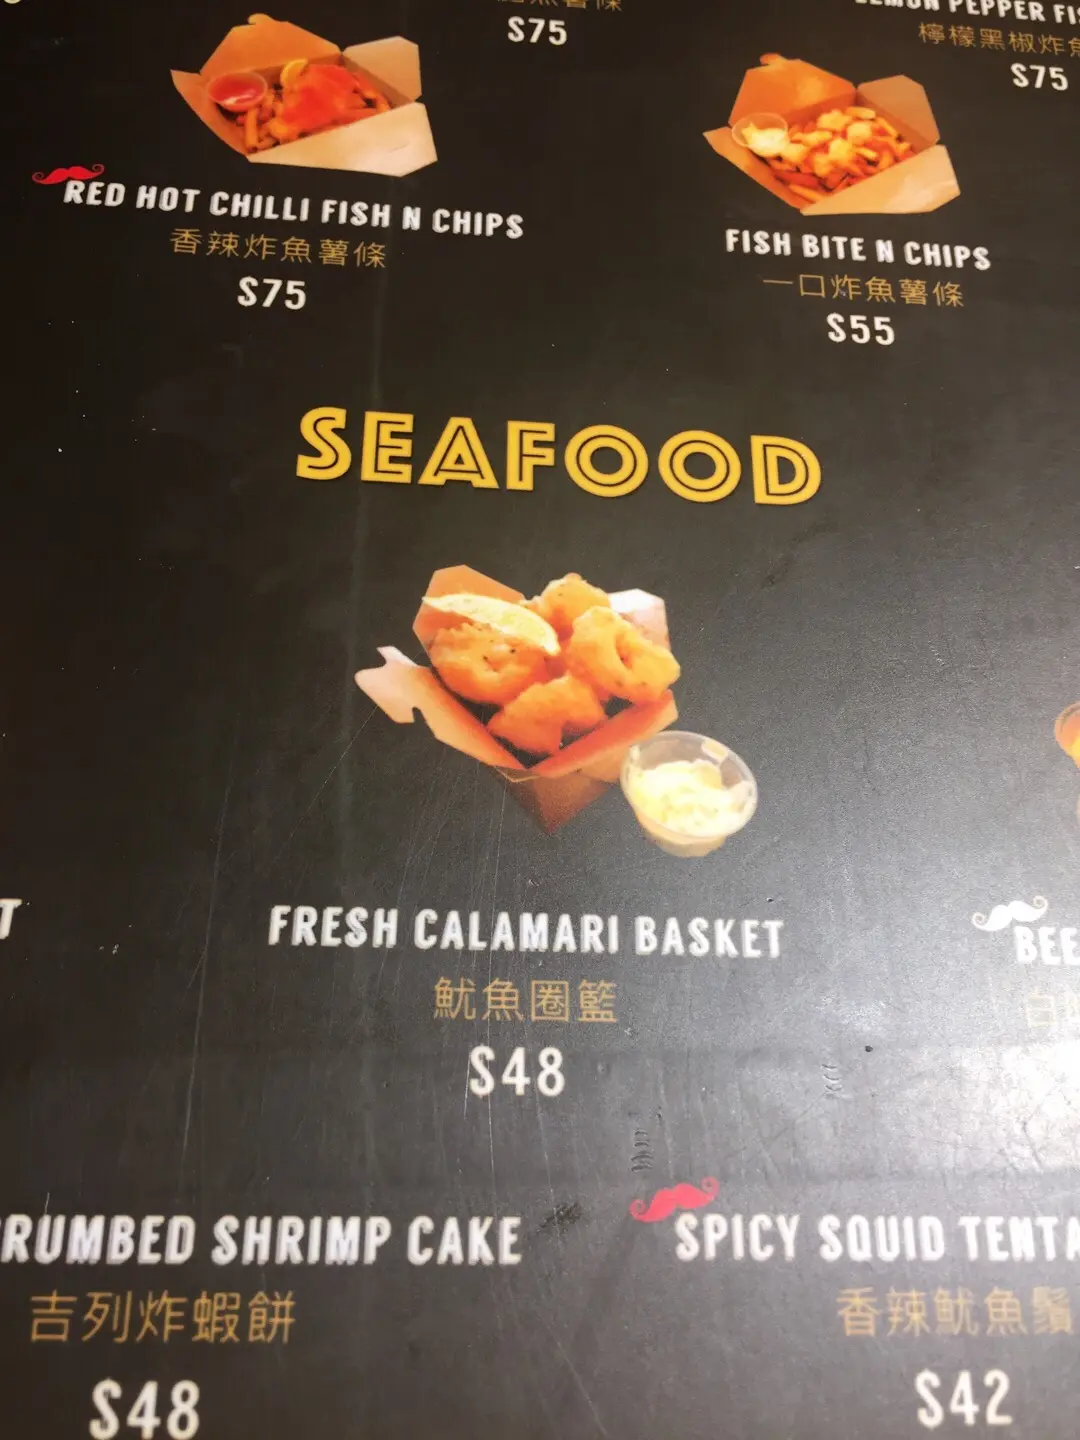 $75
PEPPER
檸檬黑椒炸魚
$75
RED HOT CHILLI FISH N CHIPS
香辣炸魚薯條
$75
FISH BITE N CHIPS
一口炸魚薯條
$55
SEAFOOD
FRESH CALAMARI BASKET
魷魚圈籃
$48
SHRIMP CAKE
吉列炸蝦餅
$48
SPICY SQUID
香辣魷魚鬚
$42